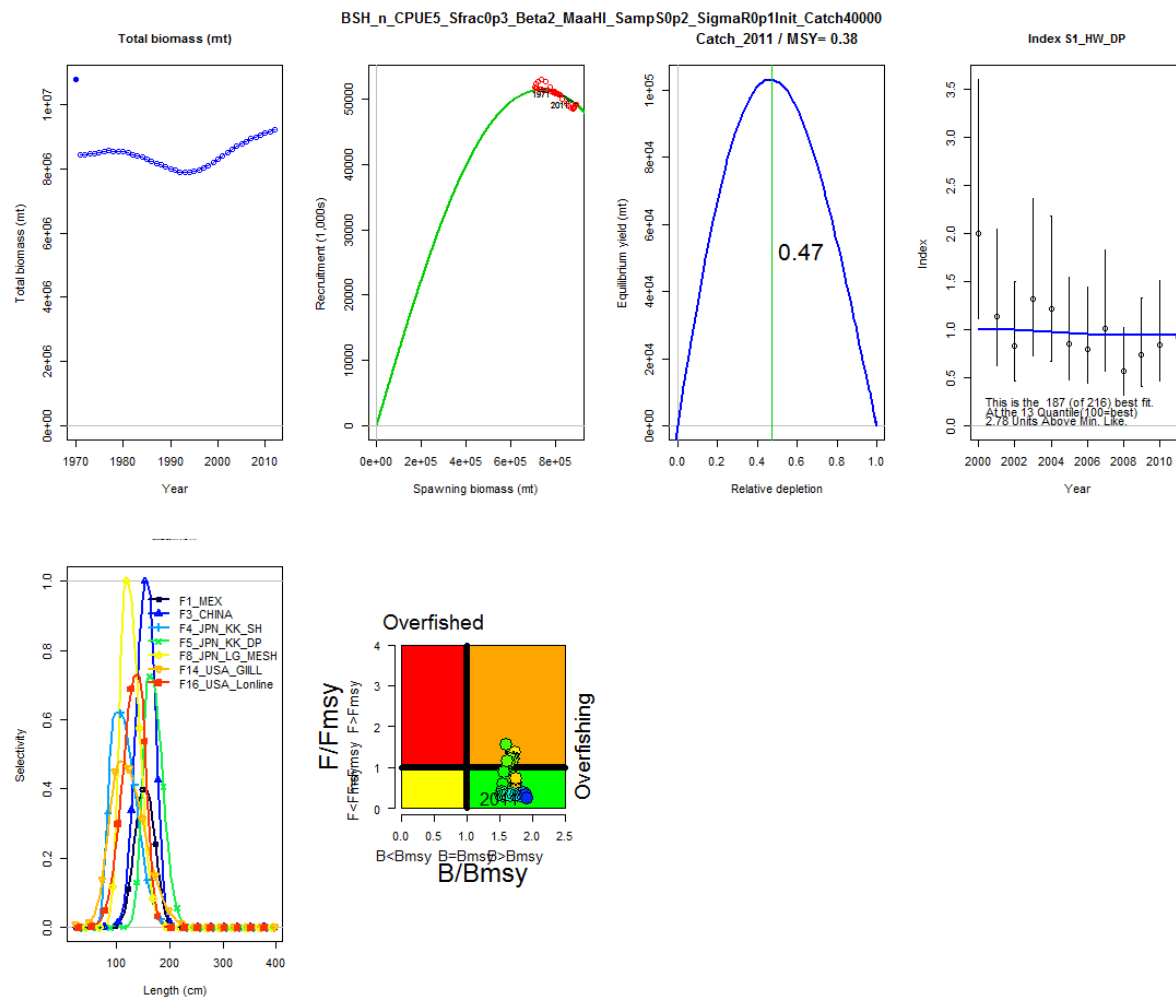 BSH_n_CPUE5_Sfrac0p3_Beta2_MaaHI_SampS0p2_SigmaR0p1Init_Catch40000
Total biomass (mt)
Catch_2011 / MSY= 0.38
Index S1_HW_DP
Total biomass (mt)
0e+00
2e+06
4e+06
6e+06
8e+06
1e+07
1970
1980
1990
2000
2010
Year
Recruitment (1,000s)
0
10000
20000
30000
40000
50000
1971
2011
0e+00
2e+05
4e+05
6e+05
8e+05
Spawning biomass (mt)
Equilibrium yield (mt)
0e+00
2e+04
4e+04
6e+04
8e+04
1e+05
0.47
0.0
0.2
0.4
0.6
0.8
1.0
Relative depletion
Index
0.0
0.5
1.0
1.5
2.0
2.5
3.0
3.5
This is the 187 (of 216) best fit.
At the 13 Quantile(100=best)
2.78 Units Above Min. Like.
2000
2002
2004
2006
2008
2010
Year
Selectivity
0.0
0.2
0.4
0.6
0.8
1.0
F1_MEX
F3_CHINA
F4_JPN_KK_SH
F5_JPN_KK_DP
F8_JPN_LG_MESH
F14_USA_GIILL
F16_USA_Lonline
100
200
300
400
Length (cm)
Overfished
Overfishing
F/Fmsy
F<Fmsy
F>Fmsy
0
1
2
3
4
2011
0.0
0.5
1.0
1.5
2.0
2.5
B<Bmsy
B=Bmsy
B>Bmsy
B/Bmsy